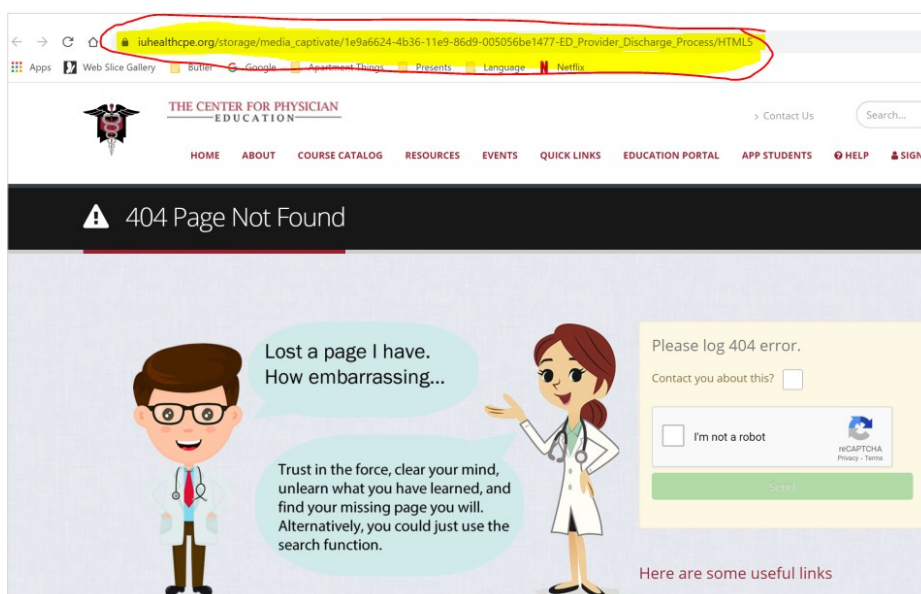 iuhealthcpe.org/storage/media_captivate/1e9a6624-4b36-11e9-86d9-005056be1477-ED_Provider_Discharge_Process/HTML5
Apps Web Slice Gallery Butler Google Apartment Things Presents Language Netflix
THE CENTER FOR PHYSICIAN
EDUCATION
> Contact Us
Search...
HOME ABOUT COURSE CATALOG RESOURCES EVENTS QUICK LINKS EDUCATION PORTAL APP STUDENTS HELP SIGN
404 Page Not Found
Lost a page I have.
How embarrassing...
Trust in the force, clear your mind,
unlearn what you have learned, and
find your missing page you will.
Alternatively, you could just use the
search function.
Please log 404 error.
Contact you about this?
I'm not a robot
reCAPTCHA
Privacy - Terms
Send
Here are some useful links